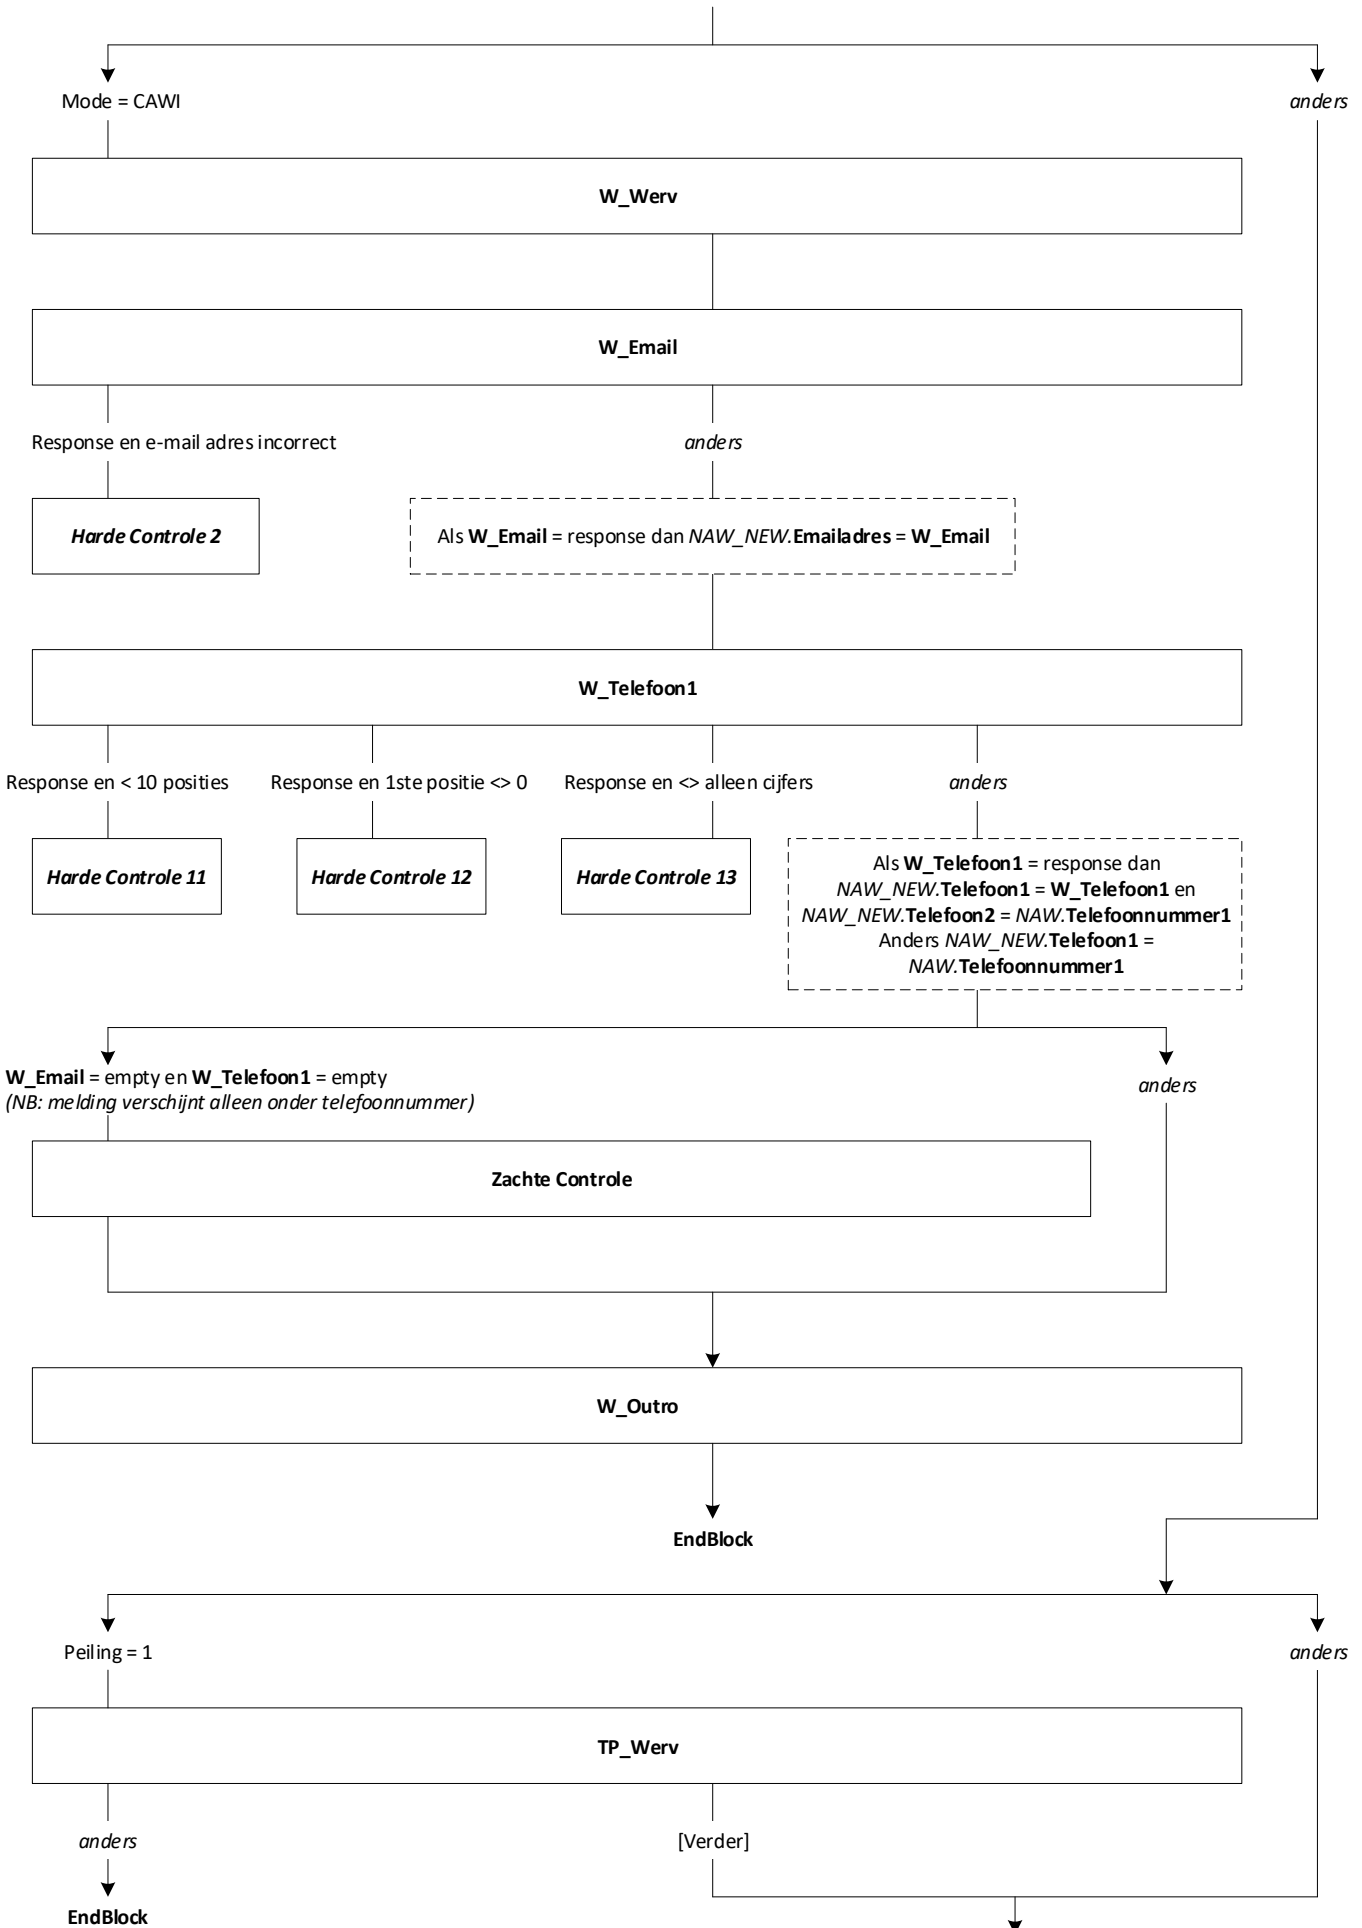 Mode = CAWI
anders
W_Werv
W_Email
Response en e-mail adres incorrect
anders
Harde Controle 2
Als W_Email = response dan NAW_NEW.Emailadres = W_Email
W_Telefoon1
Response en < 10 posities
Response en 1ste positie <> 0
Response en <> alleen cijfers
anders
Harde Controle 11
Harde Controle 12
Harde Controle 13
Als W_Telefoon1 = response dan
NAW_NEW.Telefoon1 = W_Telefoon1 en
NAW_NEW.Telefoon2 = NAW.Telefoonnummer1
Anders NAW_NEW.Telefoon1 =
NAW.Telefoonnummer1
W_Email = empty en W_Telefoon1 = empty
(NB: melding verschijnt alleen onder telefoonnummer)
anders
Zachte Controle
W_Outro
EndBlock
Peiling = 1
anders
TP_Werv
anders
[Verder]
EndBlock